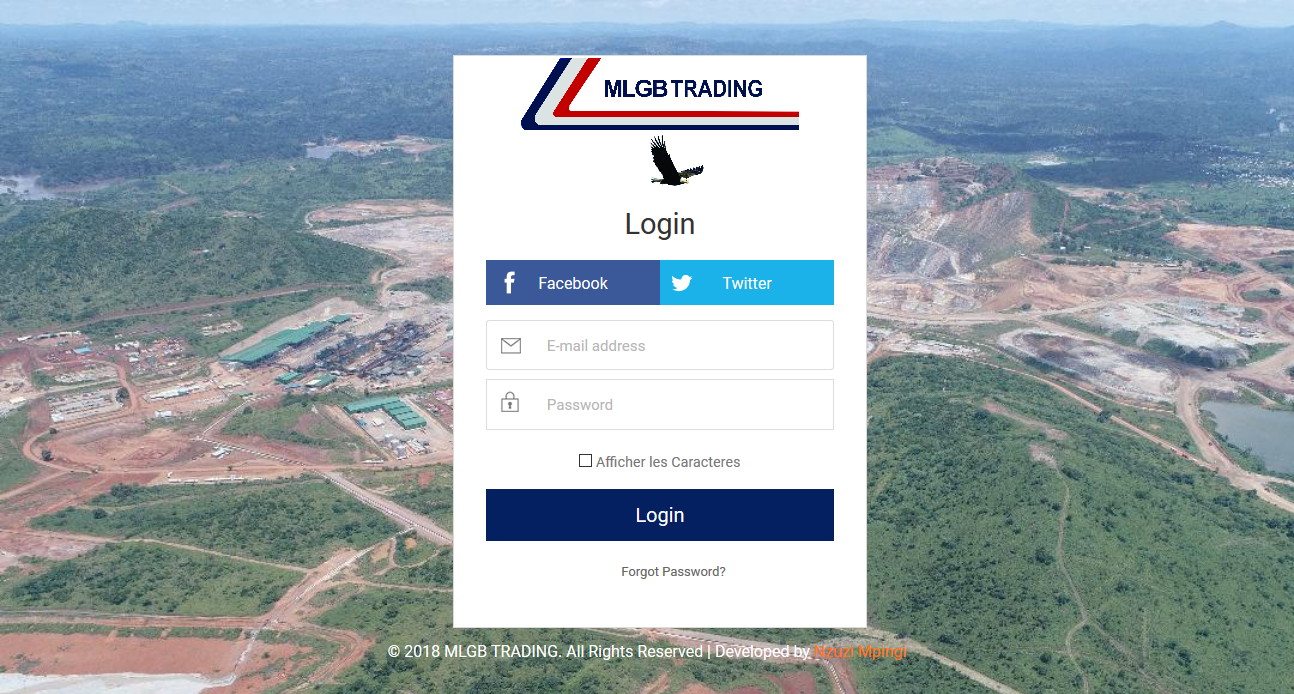 MLGB TRADING
Login
Facebook
Twitter
E-mail address
Password
Afficher les Caracteres
Login
Forgot Password?
© 2018 MLGB TRADING. All Rights Reserved | Developed by Nzuzi Mpingi